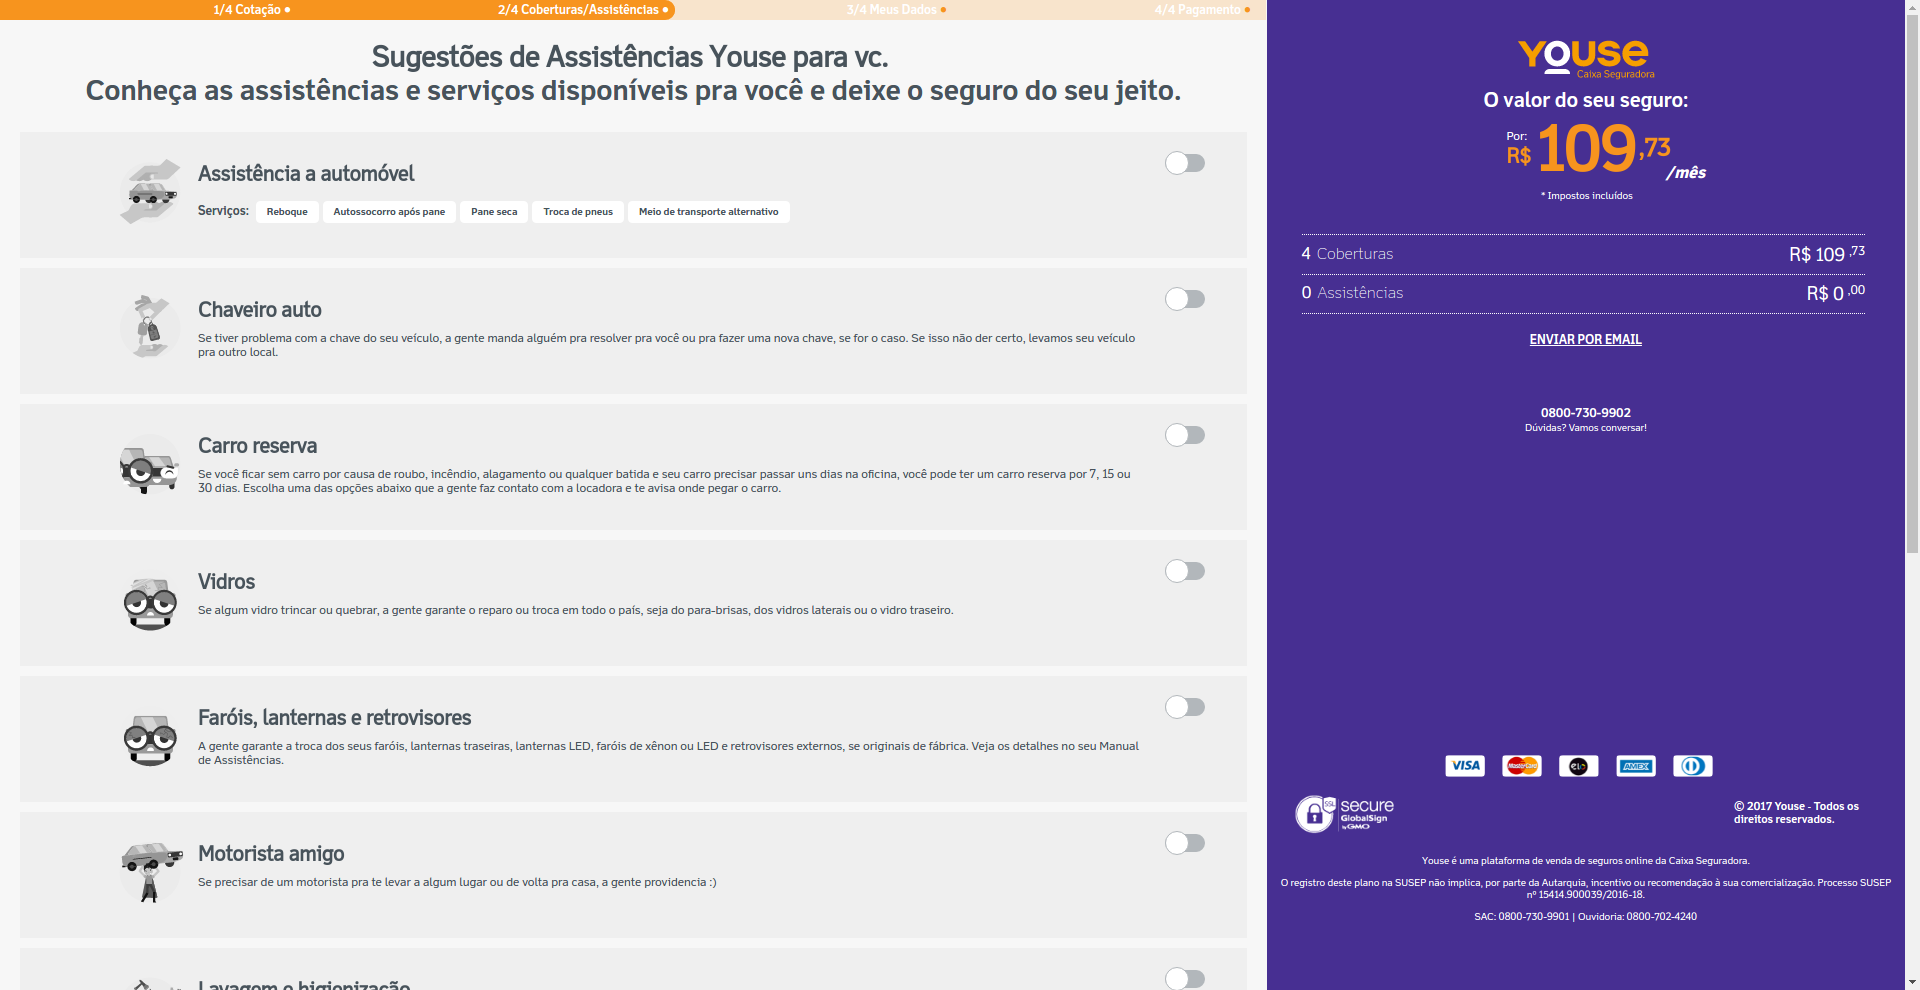 1/4 Cotação
2/4 Coberturas/Assistências
3/4 Meus Dados
4/4 Pagamento
Sugestões de Assistências Youse para vc.
Conheça as assistências e serviços disponíveis pra você e deixe o seguro do seu jeito.
Assistência a automóvel
Serviços: Reboque Autossocorro após pane Pane seca Troca de pneus Meio de transporte alternativo
Chaveiro auto
Se tiver problema com a chave do seu veículo, a gente manda alguém pra resolver pra você ou pra fazer uma nova chave, se for o caso. Se isso não der certo, levamos seu veículo
pra outro local.
Carro reserva
Se você ficar sem carro por causa de roubo, incêndio, alagamento ou qualquer batida e seu carro precisar passar uns dias na oficina, você pode ter um carro reserva por 7, 15 ou
30 dias. Escolha uma das opções abaixo que a gente faz contato com a locadora e te avisa onde pegar o carro.
Vidros
Se algum vidro trincar ou quebrar, a gente garante o reparo ou troca em todo o país, seja do para-brisas, dos vidros laterais ou o vidro traseiro.
Faróis, lanternas e retrovisores
A gente garante a troca dos seus faróis, lanternas traseiras, lanternas LED, faróis de xênon ou LED e retrovisores externos, se originais de fábrica. Veja os detalhes no seu Manual
de Assistências.
Motorista amigo
Se precisar de um motorista pra te levar a algum lugar ou de volta pra casa, a gente providencia :)
Lavagem e higienização
Youse
Caixa Seguradora
O valor do seu seguro:
Por:
R$ 109,73
/mês
* Impostos incluídos
4 Coberturas R$ 109,73
0 Assistências R$ 0,00
ENVIAR POR EMAIL
0800-730-9902
Dúvidas? Vamos conversar!
VISA MasterCard elo AMEX
SSL secure
GlobalSign
by GMO
© 2017 Youse - Todos os
direitos reservados.
Youse é uma plataforma de venda de seguros online da Caixa Seguradora.
O registro deste plano na SUSEP não implica, por parte da Autarquia, incentivo ou recomendação à sua comercialização. Processo SUSEP
nº 15414.900039/2016-18.
SAC: 0800-730-9901 | Ouvidoria: 0800-702-4240